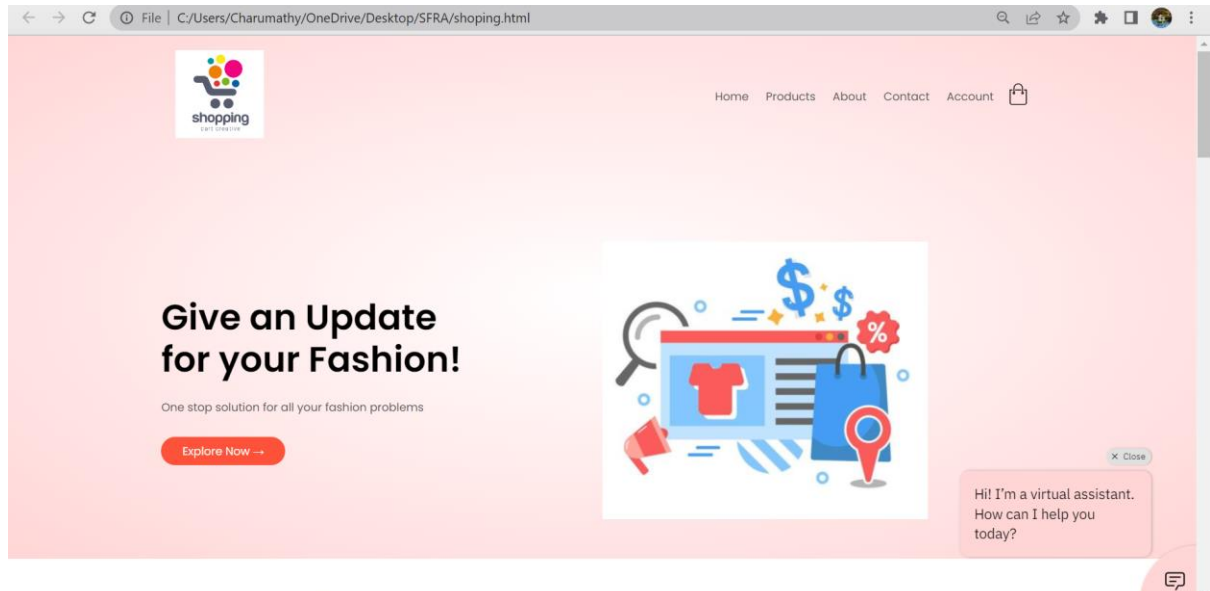 File | C:/Users/Charumathy/OneDrive/Desktop/SFRA/shoping.html
shopping
cart creative
Home Products About Contact Account
Give an Update
for your Fashion!
One stop solution for all your fashion problems
Explore Now →
%
$
$
× Close
Hi! I'm a virtual assistant.
How can I help you
today?